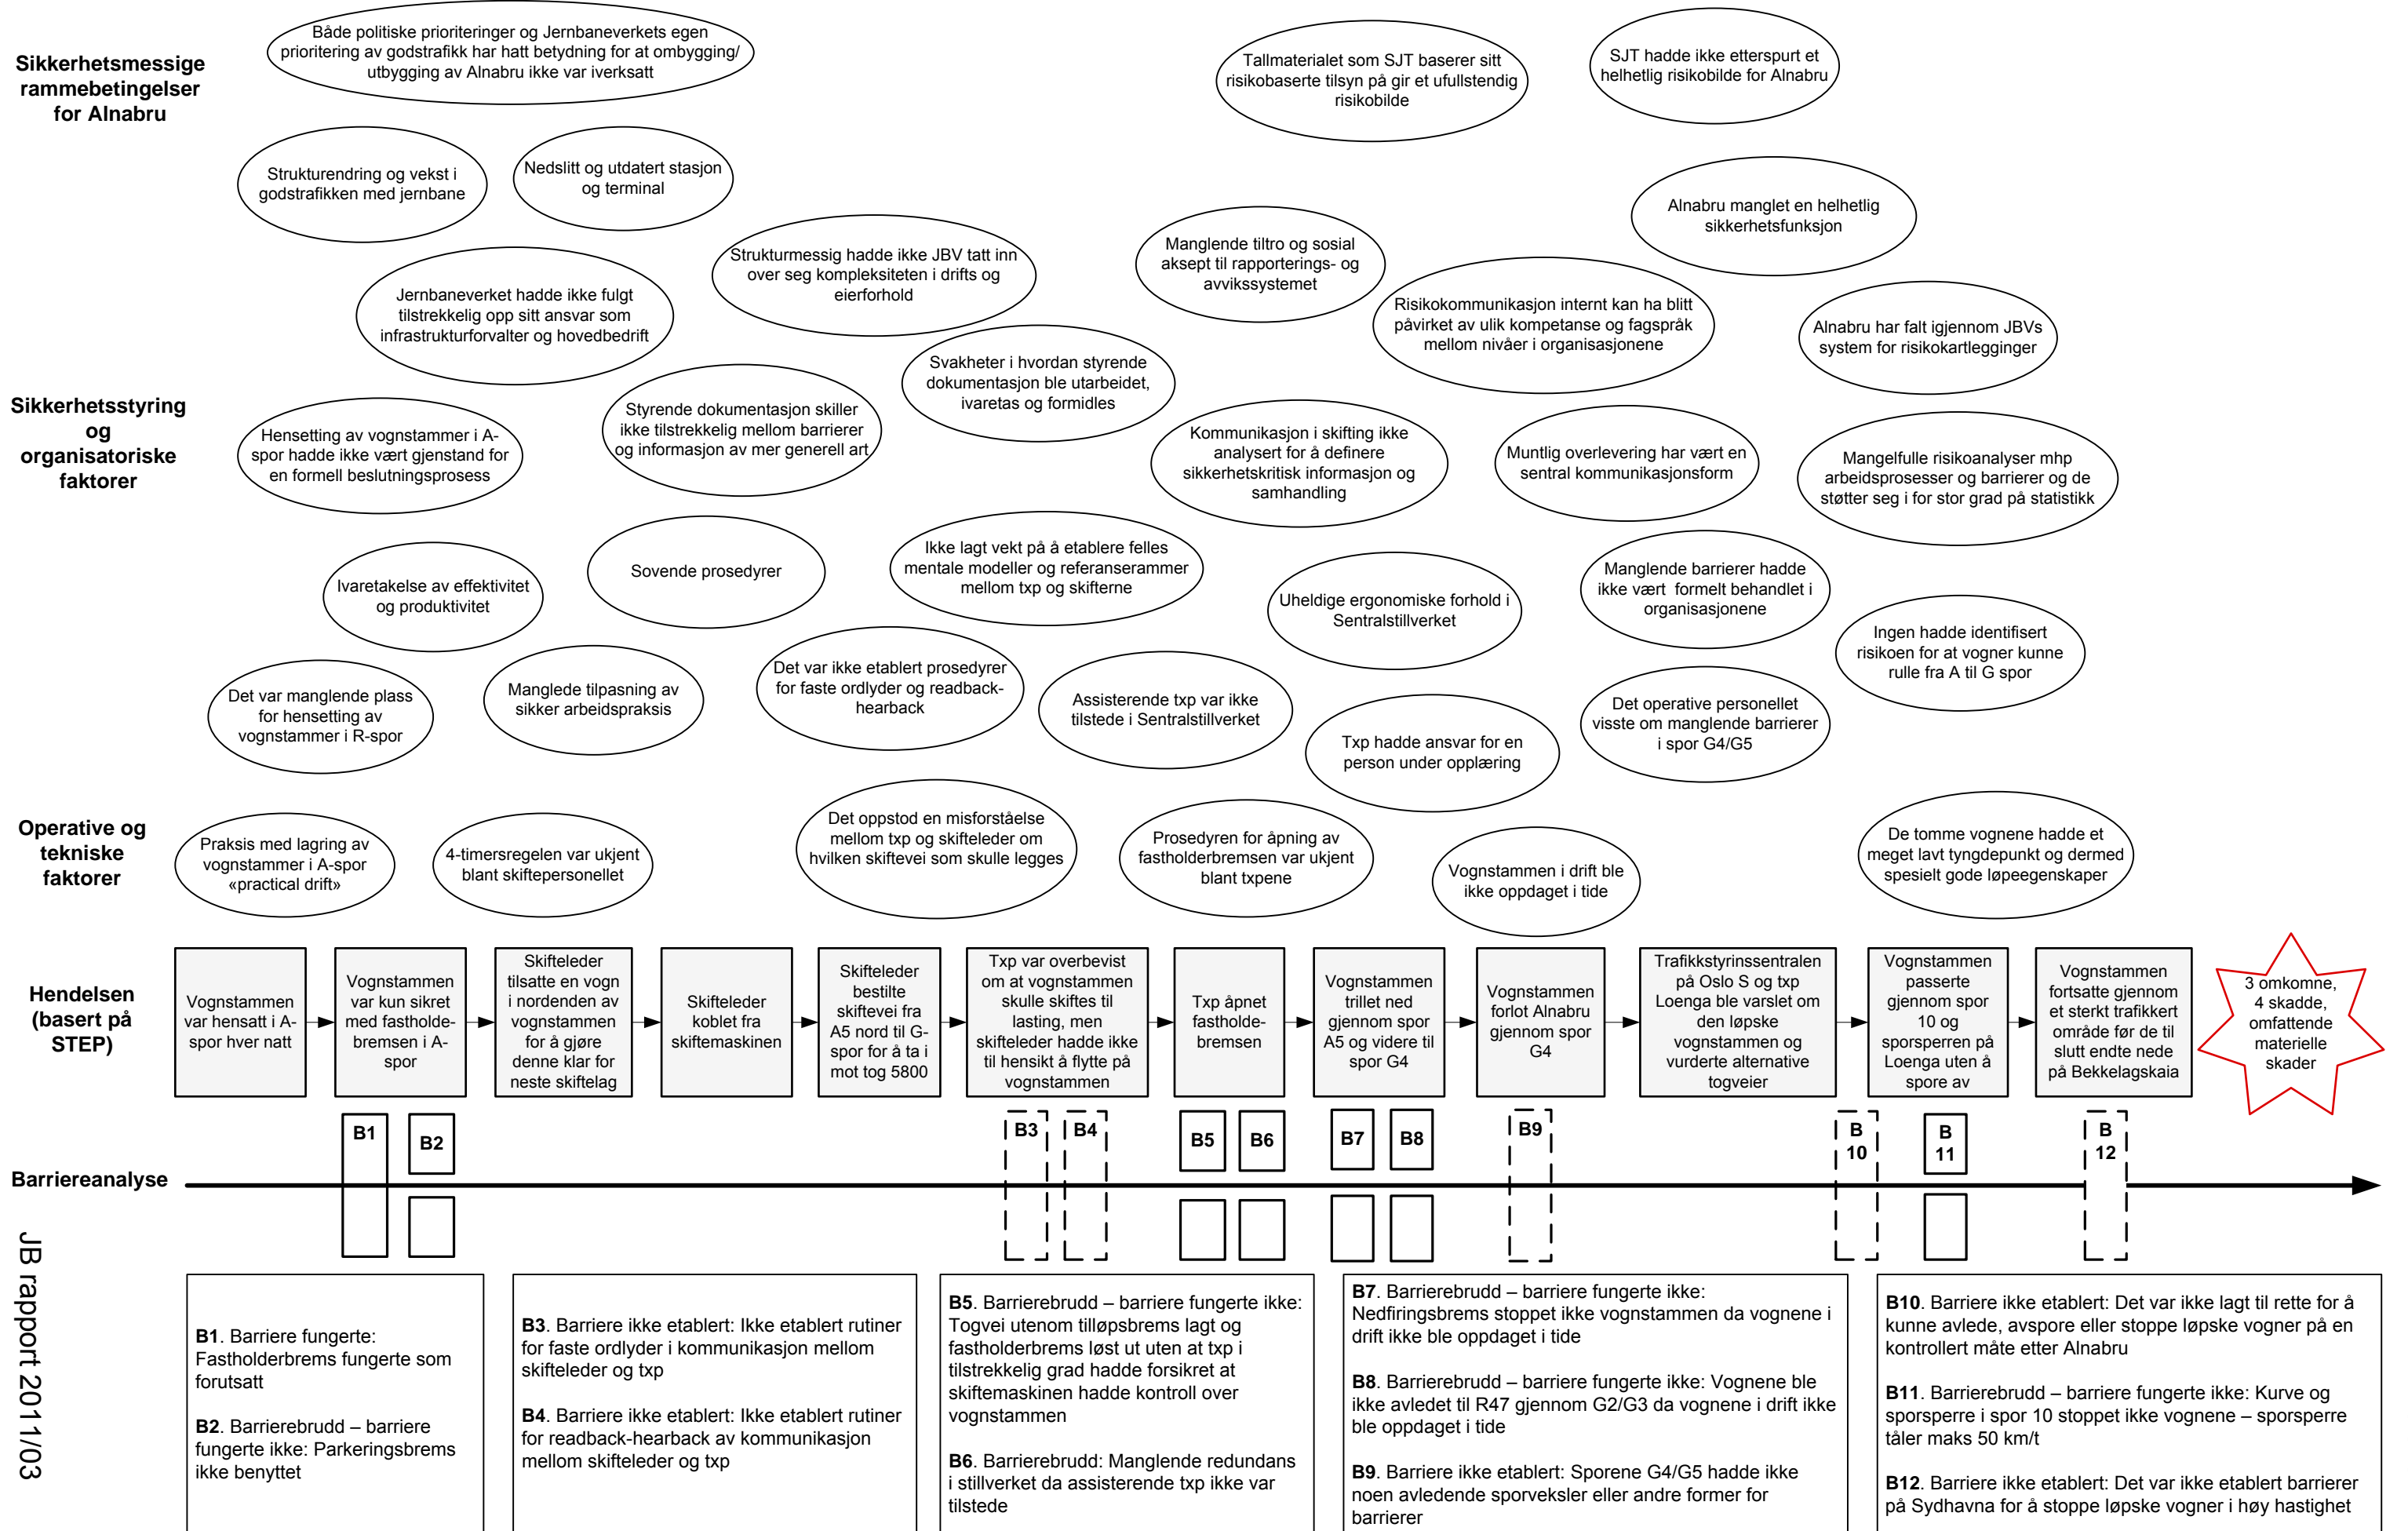 Sikkerhetsmessige
rammebetingelser
for Alnabru
Både politiske prioriteringer og Jernbaneverkets egen
prioritering av godstrafikk har hatt betydning for at ombygging/
utbygging av Alnabru ikke var iverksatt
Tallmaterialet som SJT baserer sitt
risikobaserte tilsyn på gir et ufullstendig
risikobilde
SJT hadde ikke etterspurt et
helhetlig risikobilde for Alnabru
Strukturendring og vekst i
godstrafikken med jernbane
Nedslitt og utdatert stasjon
og terminal
Alnabru manglet en helhetlig
sikkerhetsfunksjon
Strukturmessig hadde ikke JBV tatt inn
over seg kompleksiteten i drifts og
eierforhold
Manglende tiltro og sosial
aksept til rapporterings- og
avvikssystemet
Jernbaneverket hadde ikke fulgt
tilstrekkelig opp sitt ansvar som
infrastrukturforvalter og hovedbedrift
Risikokommunikasjon internt kan ha blitt
påvirket av ulik kompetanse og fagspråk
mellom nivåer i organisasjonene
Alnabru har falt igjennom JBVs
system for risikokartlegginger
Sikkerhetsstyring
og
organisatoriske
faktorer
Svakheter i hvordan styrende
dokumentasjon ble utarbeidet,
ivaretas og formidles
Hensetting av vognstammer i A-
spor hadde ikke vært gjenstand for
en formell beslutningsprosess
Styrende dokumentasjon skiller
ikke tilstrekkelig mellom barrierer
og informasjon av mer generell art
Kommunikasjon i skifting ikke
analysert for å definere
sikkerhetskritisk informasjon og
samhandling
Muntlig overlevering har vært en
sentral kommunikasjonsform
Mangelfulle risikoanalyser mhp
arbeidsprosesser og barrierer og de
støtter seg i for stor grad på statistikk
Ivaretakelse av effektivitet
og produktivitet
Sovende prosedyrer
Ikke lagt vekt på å etablere felles
mentale modeller og referanserammer
mellom txp og skifterne
Uheldige ergonomiske forhold i
Sentralstillverket
Manglende barrierer hadde
ikke vært  formelt behandlet i
organisasjonene
Ingen hadde identifisert
risikoen for at vogner kunne
rulle fra A til G spor
Det var manglende plass
for hensetting av
vognstammer i R-spor
Manglede tilpasning av
sikker arbeidspraksis
Det var ikke etablert prosedyrer
for faste ordlyder og readback-
hearback
Assisterende txp var ikke
tilstede i Sentralstillverket
Txp hadde ansvar for en
person under opplæring
Det operative personellet
visste om manglende barrierer
i spor G4/G5
Operative og
tekniske
faktorer
Praksis med lagring av
vognstammer i A-spor
«practical drift»
4-timersregelen var ukjent
blant skiftepersonellet
Det oppstod en misforståelse
mellom txp og skifteleder om
hvilken skiftevei som skulle legges
Prosedyren for åpning av
fastholderbremsen var ukjent
blant txpene
Vognstammen i drift ble
ikke oppdaget i tide
De tomme vognene hadde et
meget lavt tyngdepunkt og dermed
spesielt gode løpeegenskaper
Hendelsen
(basert på
STEP)
Vognstammen
var hensatt i A-
spor hver natt
Vognstammen
var kun sikret
med fastholde-
bremsen i A-
spor
Skifteleder
tilsatte en vogn
i nordenden av
vognstammen
for å gjøre
denne klar for
neste skiftelag
Skifteleder
koblet fra
skiftemaskinen
Skifteleder
bestilte
skiftevei fra
A5 nord til G-
spor for å ta i
mot tog 5800
Txp var overbevist
om at vognstammen
skulle skiftes til
lasting, men
skifteleder hadde ikke
til hensikt å flytte på
vognstammen
Txp åpnet
fastholde-
bremsen
Vognstammen
trillet ned
gjennom spor
A5 og videre til
spor G4
Vognstammen
forlot Alnabru
gjennom spor
G4
Trafikkstyrinssentralen
på Oslo S og txp
Loenga ble varslet om
den løpske
vognstammen og
vurderte alternative
togveier
Vognstammen
passerte
gjennom spor
10 og
sporsperren på
Loenga uten å
spore av
Vognstammen
fortsatte gjennom
et sterkt trafikkert
område før de til
slutt endte nede
på Bekkelagskaia
3 omkomne,
4 skadde,
omfattende
materielle
skader
Barriereanalyse
B1
B2
B3
B4
B5
B6
B7
B8
B9
B
10
B
11
B
12
B1. Barriere fungerte:
Fastholderbrems fungerte som
forutsatt
B2. Barrierebrudd – barriere
fungerte ikke: Parkeringsbrems
ikke benyttet
B3. Barriere ikke etablert: Ikke etablert rutiner
for faste ordlyder i kommunikasjon mellom
skifteleder og txp
B4. Barriere ikke etablert: Ikke etablert rutiner
for readback-hearback av kommunikasjon
mellom skifteleder og txp
B5. Barrierebrudd – barriere fungerte ikke:
Togvei utenom tilløpsbrems lagt og
fastholderbrems løst ut uten at txp i
tilstrekkelig grad hadde forsikret at
skiftemaskinen hadde kontroll over
vognstammen
B6. Barrierebrudd: Manglende redundans
i stillverket da assisterende txp ikke var
tilstede
B7. Barrierebrudd – barriere fungerte ikke:
Nedfiringsbrems stoppet ikke vognstammen da vognene i
drift ikke ble oppdaget i tide
B8. Barrierebrudd – barriere fungerte ikke: Vognene ble
ikke avledet til R47 gjennom G2/G3 da vognene i drift ikke
ble oppdaget i tide
B9. Barriere ikke etablert: Sporene G4/G5 hadde ikke
noen avledende sporveksler eller andre former for
barrierer
B10. Barriere ikke etablert: Det var ikke lagt til rette for å
kunne avlede, avspore eller stoppe løpske vogner på en
kontrollert måte etter Alnabru
B11. Barrierebrudd – barriere fungerte ikke: Kurve og
sporsperre i spor 10 stoppet ikke vognene – sporsperre
tåler maks 50 km/t
B12. Barriere ikke etablert: Det var ikke etablert barrierer
på Sydhavna for å stoppe løpske vogner i høy hastighet
JB rapport 2011/03